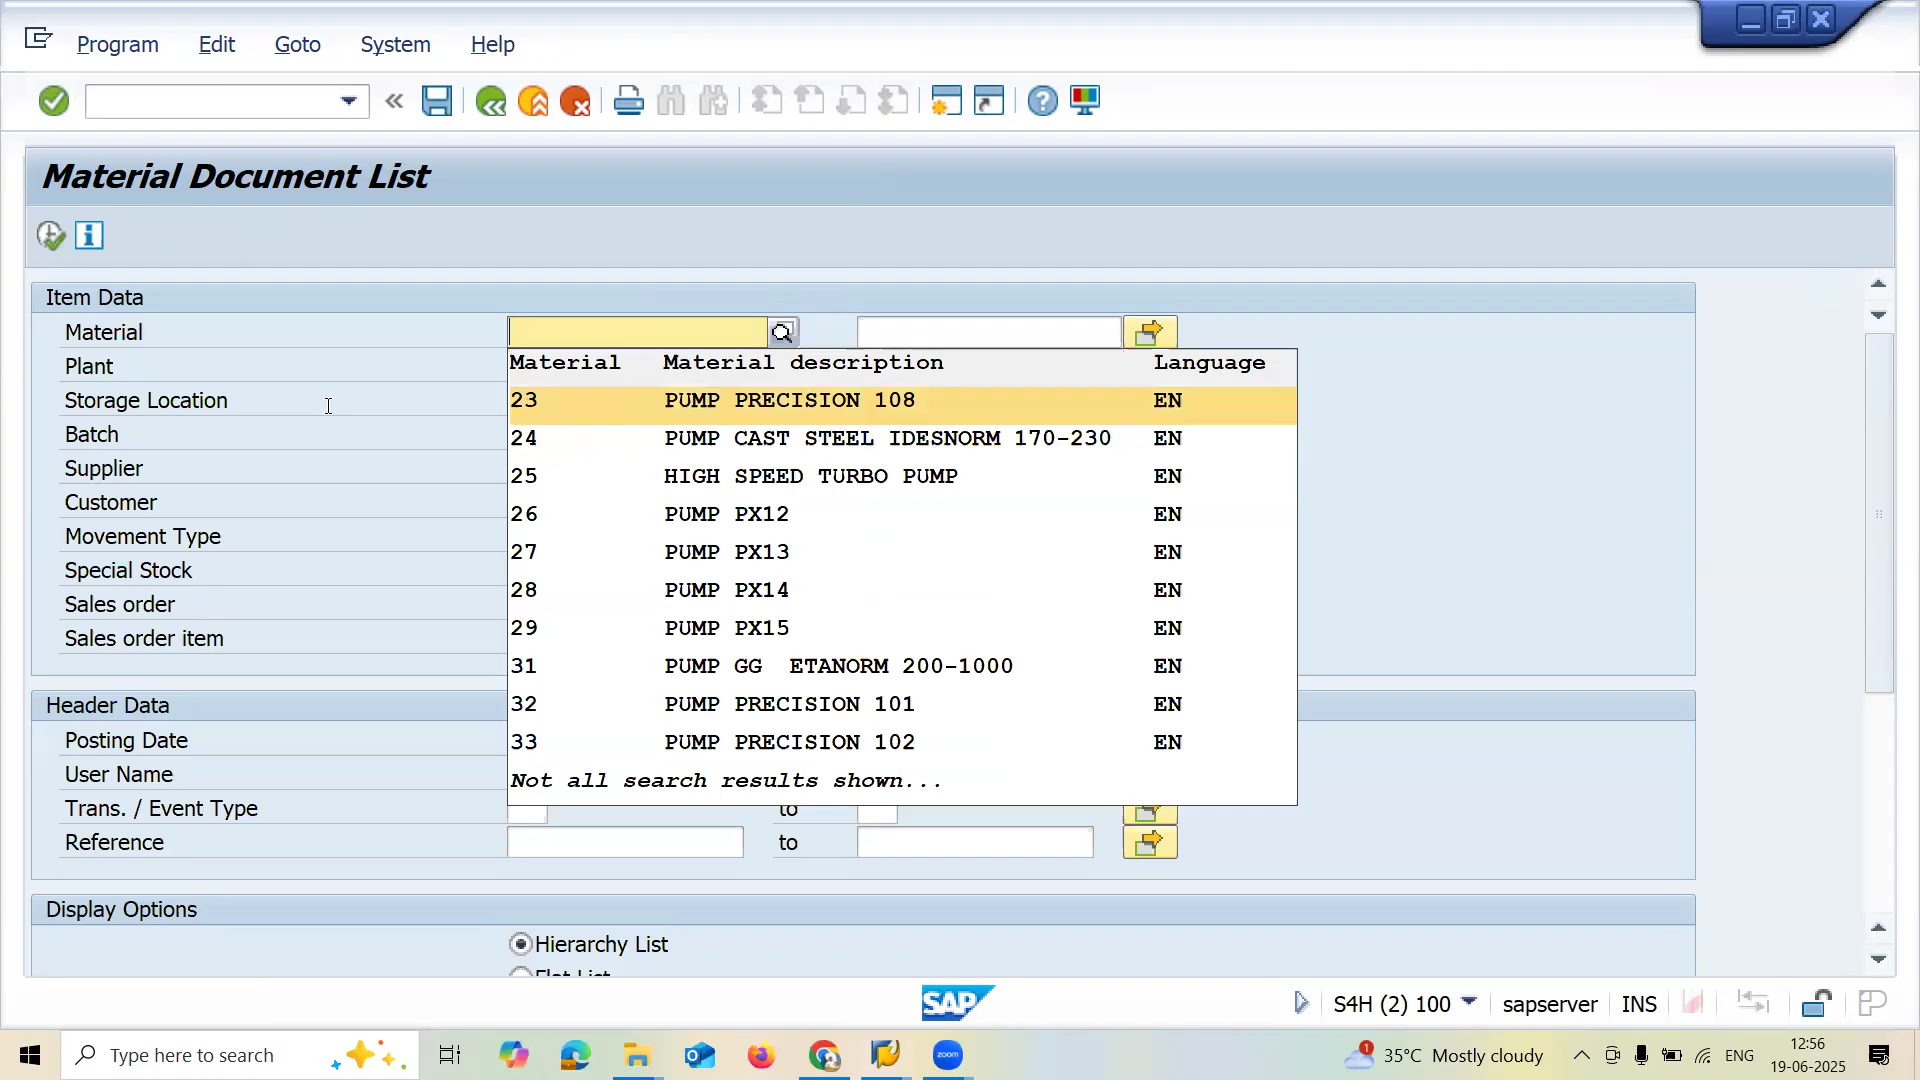 Program Edit Goto System Help
Material Document List
Item Data
Material
Plant
Storage Location
Batch
Supplier
Customer
Movement Type
Special Stock
Sales order
Sales order item
Material Material description Language
23 PUMP PRECISION 108 EN
24 PUMP CAST STEEL IDESNORM 170-230 EN
25 HIGH SPEED TURBO PUMP EN
26 PUMP PX12 EN
27 PUMP PX13 EN
28 PUMP PX14 EN
29 PUMP PX15 EN
31 PUMP GG ETANORM 200-1000 EN
32 PUMP PRECISION 101 EN
33 PUMP PRECISION 102 EN
Not all search results shown...
Header Data
Posting Date
User Name
Trans. / Event Type to
Reference to
Display Options
Hierarchy List
Flat List
SAP S4H (2) 100 sapserver INS
Type here to search zoom 1 35°C Mostly cloudy ENG 12:56
19-06-2025